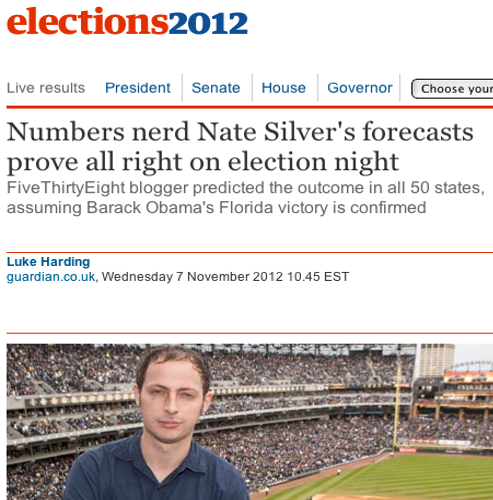 elections2012
Live results President Senate House Governor Choose your
Numbers nerd Nate Silver's forecasts
prove all right on election night
FiveThirtyEight blogger predicted the outcome in all 50 states,
assuming Barack Obama's Florida victory is confirmed
Luke Harding
guardian.co.uk, Wednesday 7 November 2012 10.45 EST